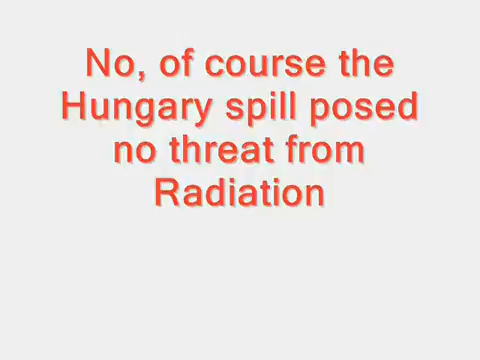 No, of course the
Hungary spill posed
no threat from
Radiation